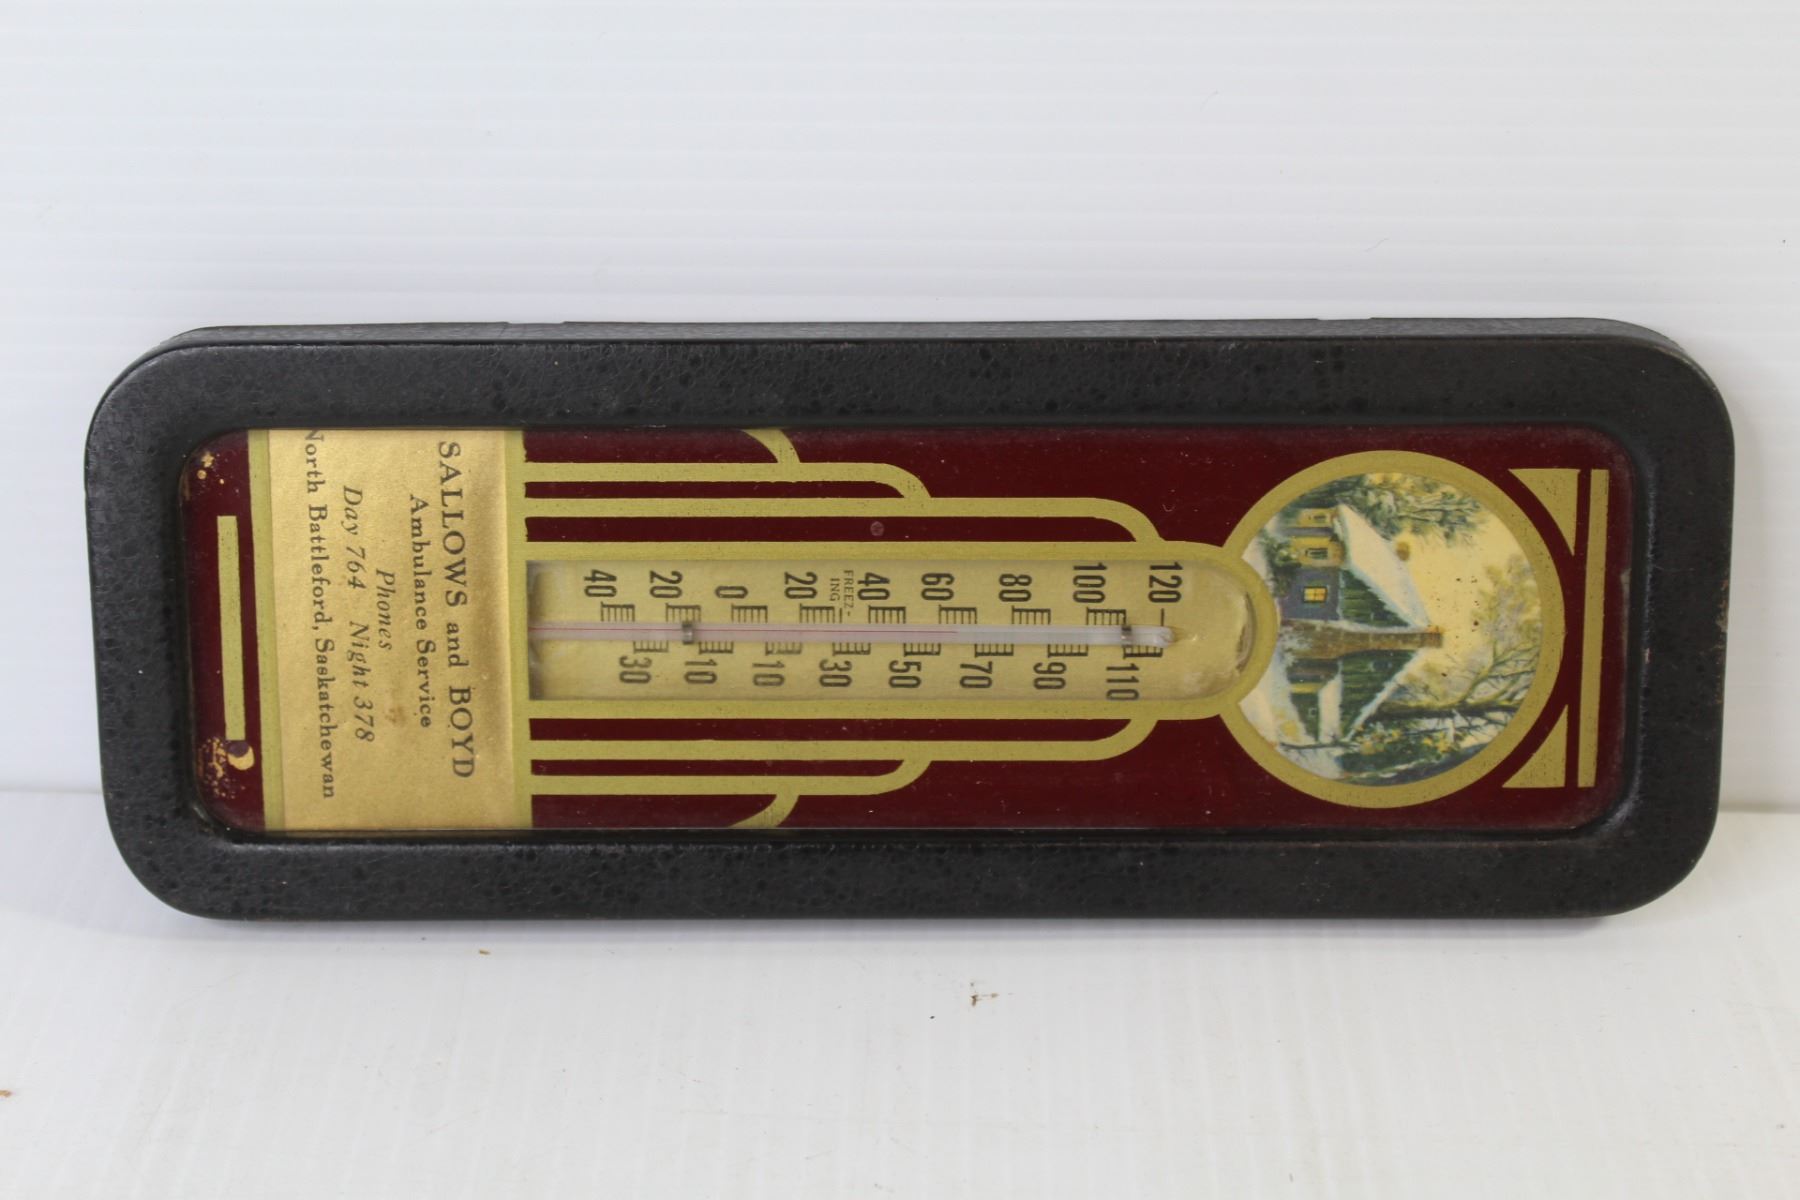 120
100
110
80
90
60
70
40
50
FREEZ-
ING
20
30
0
10
20
10
40
30
SALLOWS and BOYD
Ambulance Service
Phones
Day 764 Night 378
North Battleford, Saskatchewan